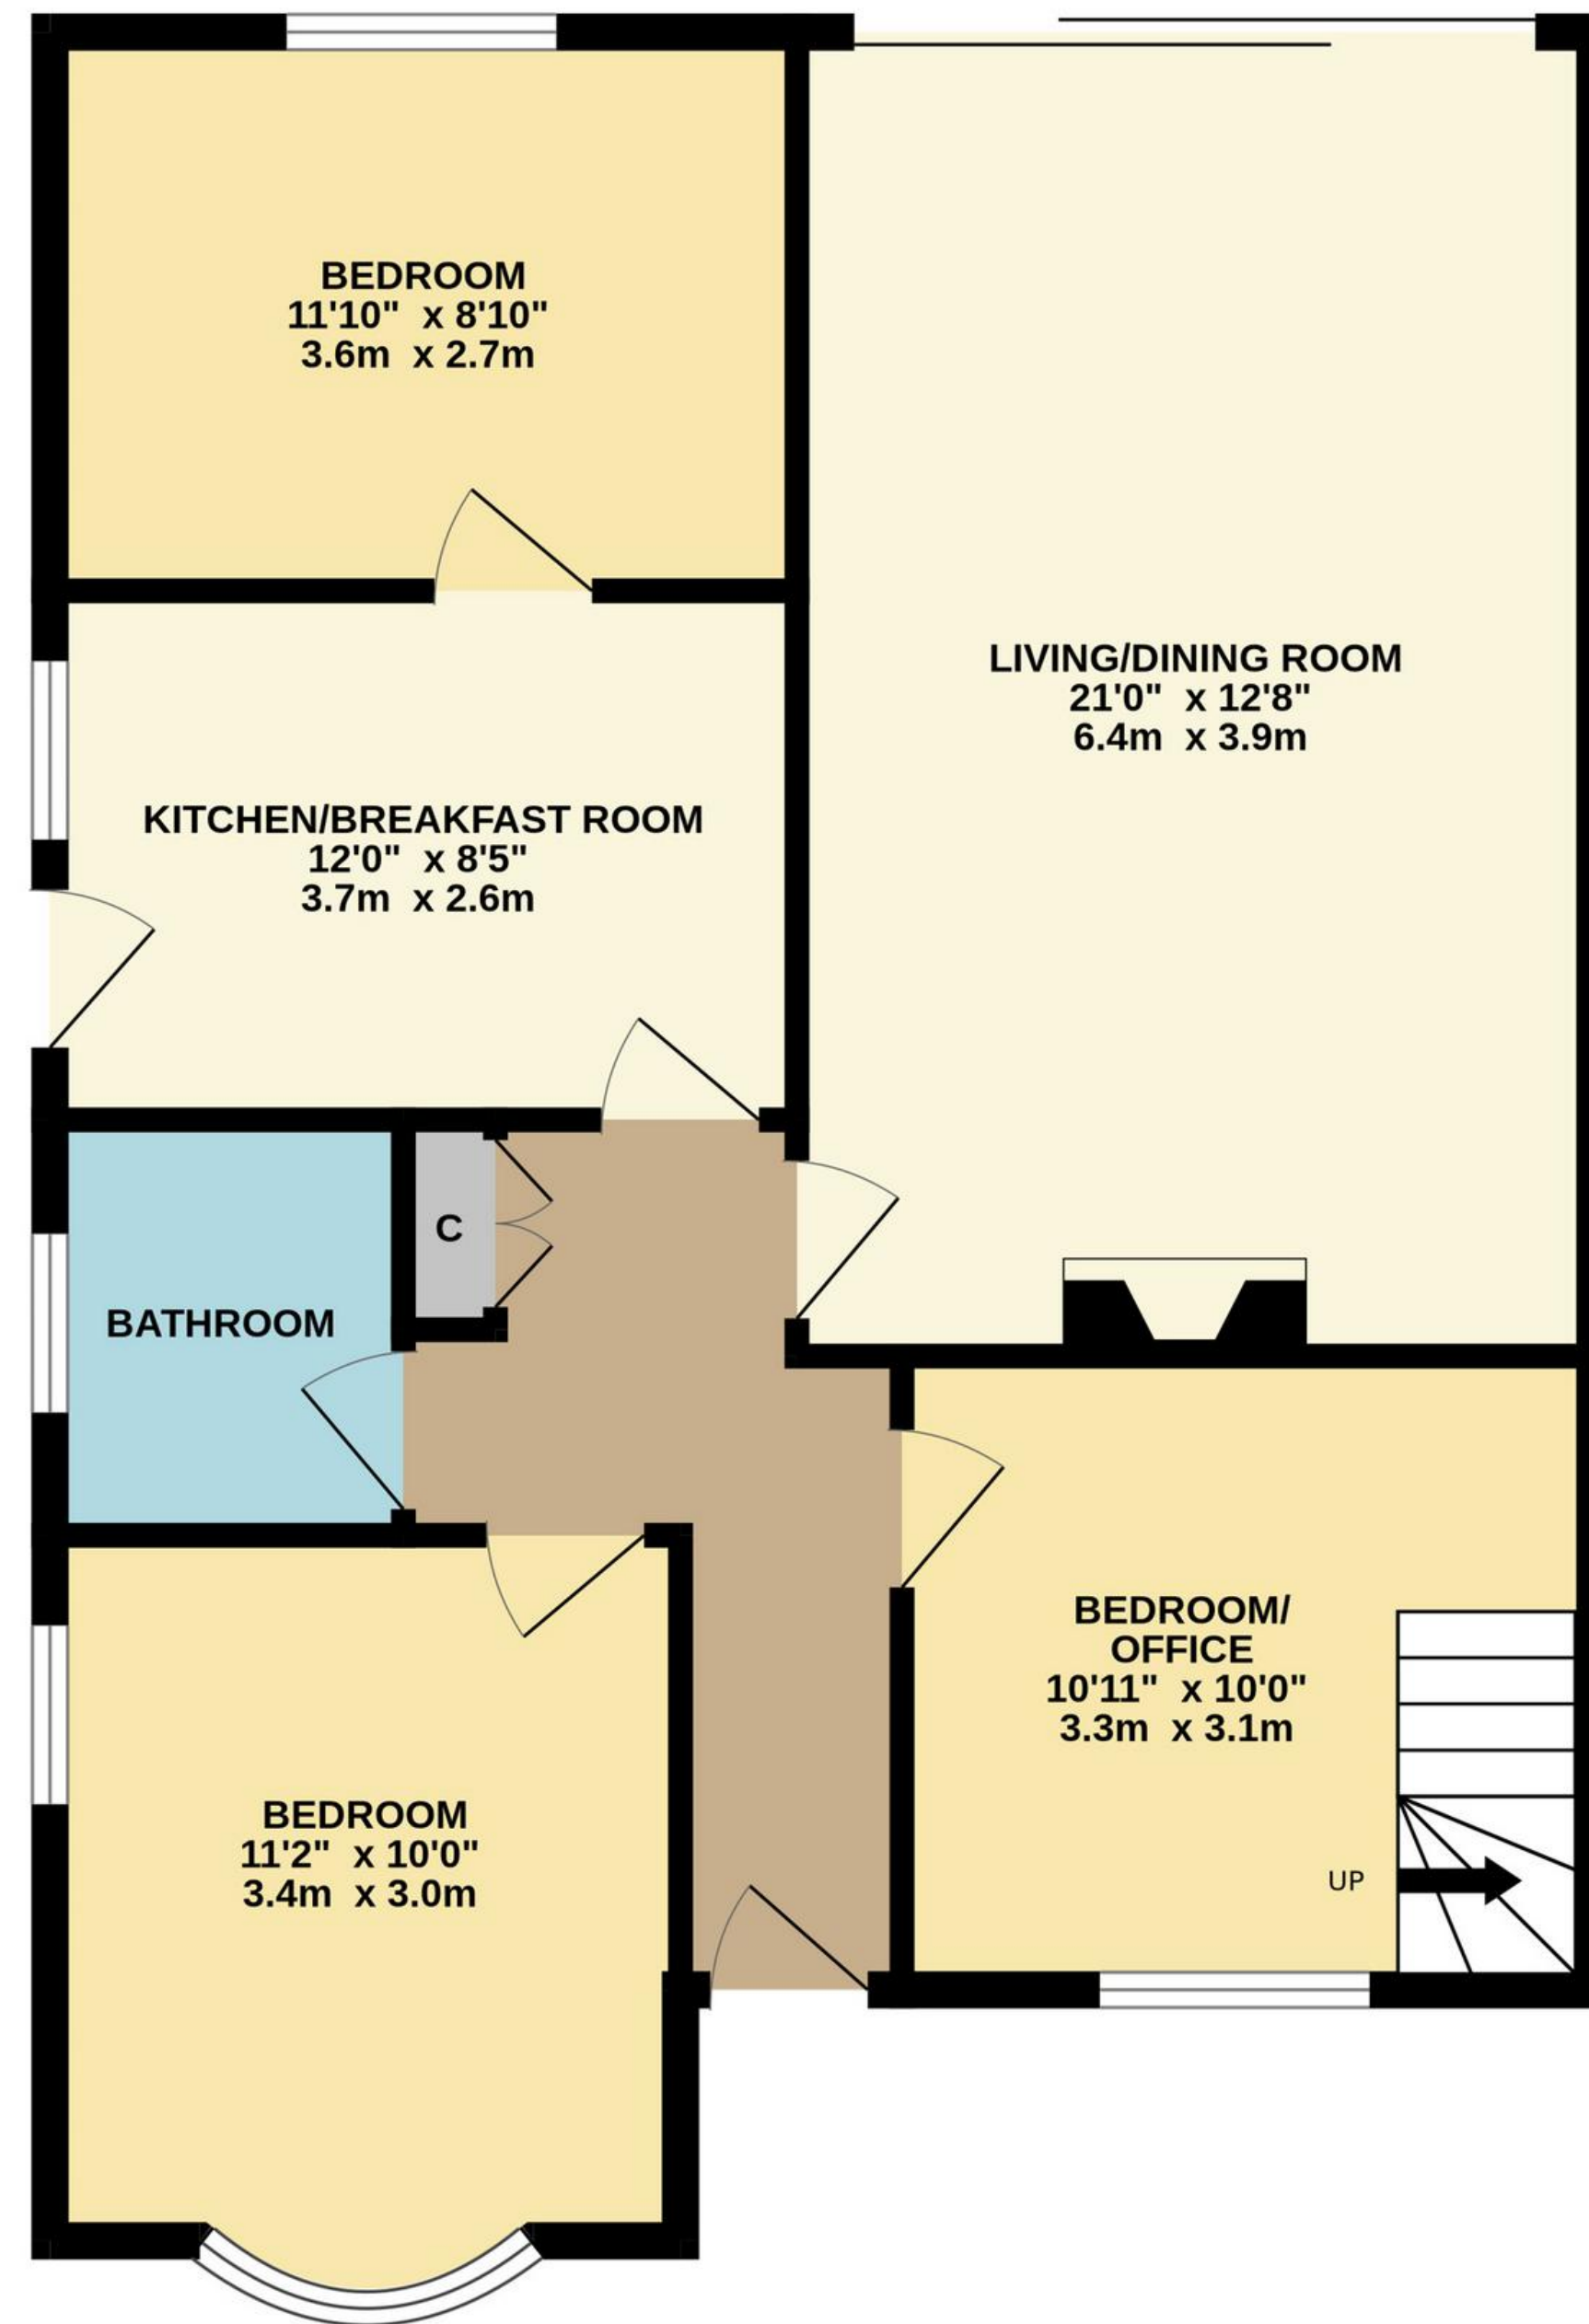 BEDROOM
11'10" x 8'10"
3.6m x 2.7m
LIVING/DINING ROOM
21'0" x 12'8"
6.4m x 3.9m
KITCHEN/BREAKFAST ROOM
12'0" x 8'5"
3.7m x 2.6m
C
BATHROOM
BEDROOM/
OFFICE
10'11" x 10'0"
3.3m x 3.1m
UP
BEDROOM
11'2" x 10'0"
3.4m x 3.0m